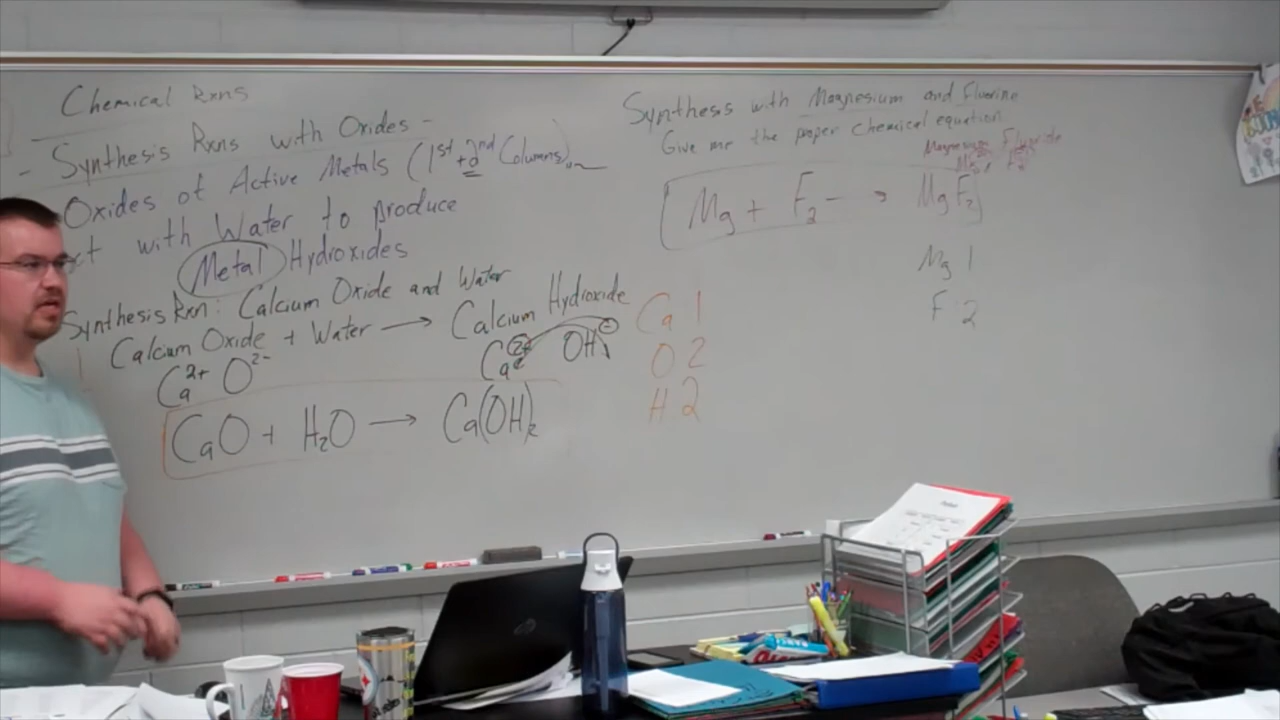 Chemical Rxns
- Synthesis Rxns with Oxides -
Oxides of Active Metals (1st + 2nd Columns)
with Water to produce
Metal Hydroxides
Synthesis Rxn: Calcium Oxide and Water
Calcium Oxide + Water → Calcium Hydroxide
Ca²⁺ O²⁻
Ca²⁺ OH⁻
CaO + H₂O → Ca(OH)₂
Ca 1
O 2
H 2
Synthesis with Magnesium and Fluorine
Give me the proper Chemical equation
Magnesium Fluoride
Mg + F₂ → MgF₂
Mg 1
F 2